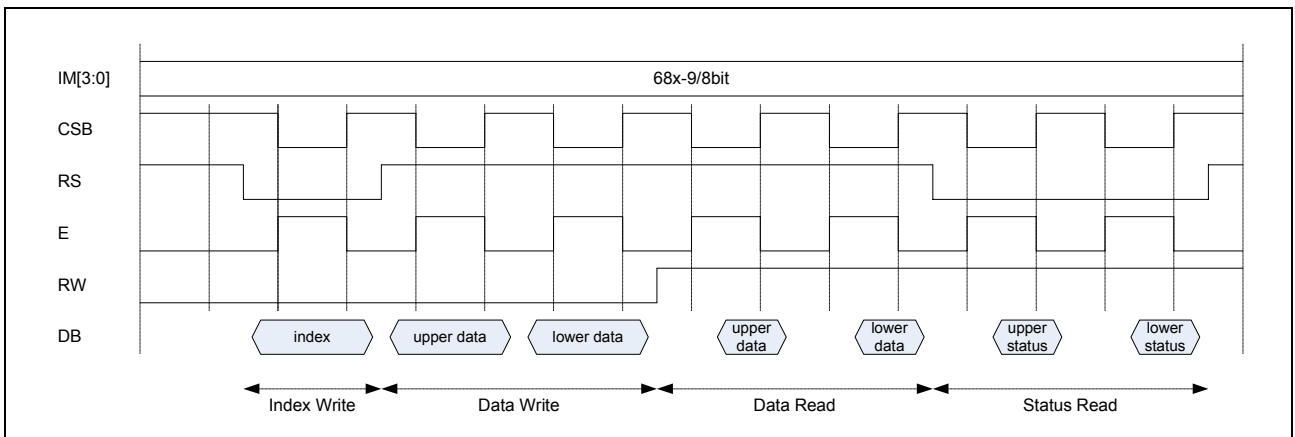 IM[3:0]
68x-9/8bit
CSB
RS
E
RW
DB
index
upper data
lower data
upper
data
lower
data
upper
status
lower
status
Index Write
Data Write
Data Read
Status Read